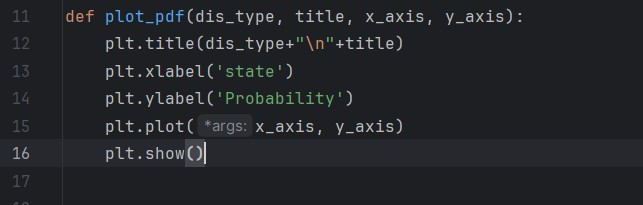 11 def plot_pdf(dis_type, title, x_axis, y_axis):
12     plt.title(dis_type+"\n"+title)
13     plt.xlabel('state')
14     plt.ylabel('Probability')
15     plt.plot( *args: x_axis, y_axis)
16     plt.show()
17